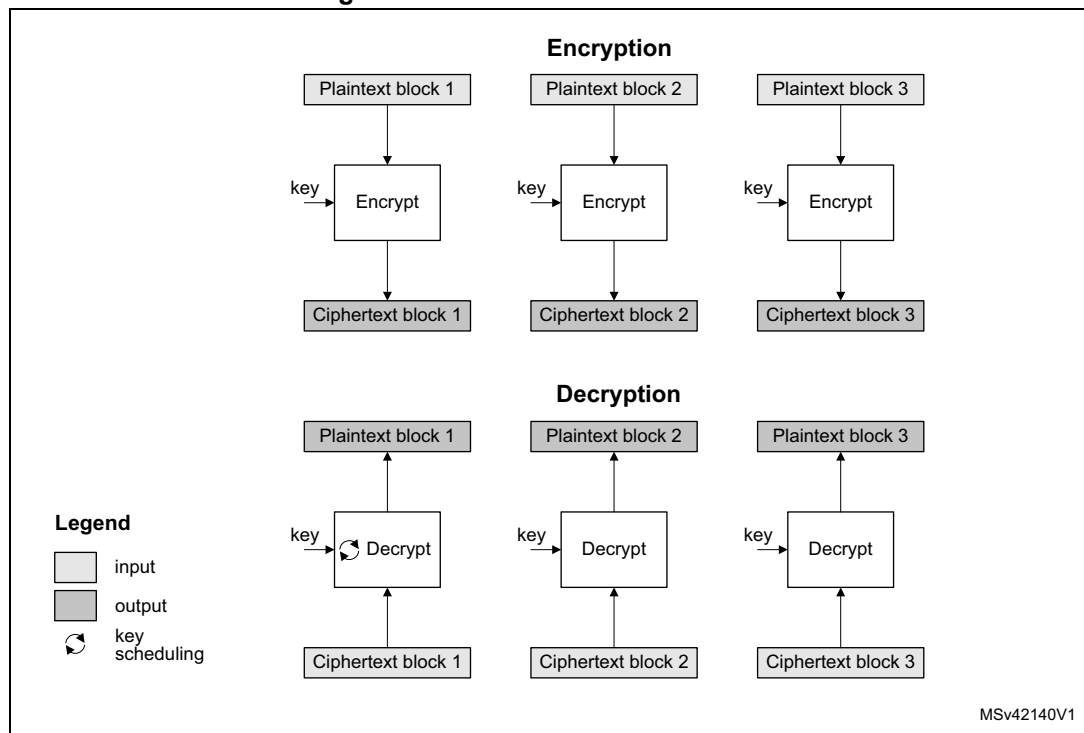 Encryption
Plaintext block 1 Plaintext block 2 Plaintext block 3
key Encrypt key Encrypt key Encrypt
Ciphertext block 1 Ciphertext block 2 Ciphertext block 3
Decryption
Plaintext block 1 Plaintext block 2 Plaintext block 3
key Decrypt key Decrypt key Decrypt
Ciphertext block 1 Ciphertext block 2 Ciphertext block 3
Legend
input
output
key
scheduling
MSv42140V1